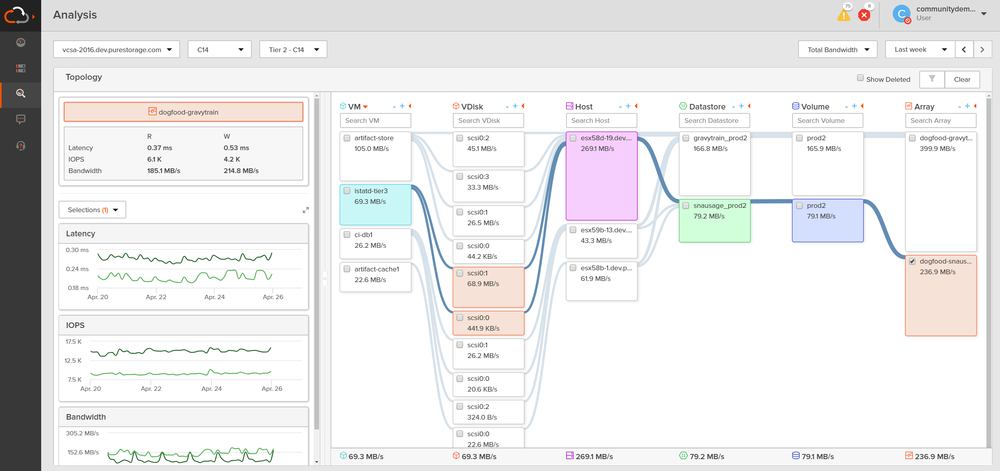 Analysis
75
8
C
communitydem...
User
vcsa-2016.dev.purestorage.com
C14
Tier 2 - C14
Total Bandwidth
Last week
Topology
Show Deleted
Clear
dogfood-gravytrain
R W
Latency 0.37 ms 0.53 ms
IOPS 6.1 K 4.2 K
Bandwidth 185.1 MB/s 214.8 MB/s
Selections (1)
Latency
0.30 ms
0.24 ms
0.18 ms
Apr. 20 Apr. 22 Apr. 24 Apr. 26
IOPS
17.5 K
12.5 K
7.5 K
Apr. 20 Apr. 22 Apr. 24 Apr. 26
Bandwidth
305.2 MB/s
152.6 MB/s
VM - +
Search VM
artifact-store
105.0 MB/s
istatd-tier3
69.3 MB/s
ci-db1
26.2 MB/s
artifact-cache1
22.6 MB/s
69.3 MB/s
VDisk - +
Search VDisk
scsi0:2
45.1 MB/s
scsi0:3
33.3 MB/s
scsi0:1
26.5 MB/s
scsi0:0
44.2 KB/s
scsi0:1
68.9 MB/s
scsi0:0
441.9 KB/s
scsi0:1
26.2 MB/s
scsi0:0
20.6 KB/s
scsi0:2
324.0 B/s
scsi0:0
22.6 MB/s
69.3 MB/s
Host - +
Search Host
esx58d-19.dev....
269.1 MB/s
esx59b-13.dev....
43.3 MB/s
esx58b-1.dev.p...
61.9 MB/s
269.1 MB/s
Datastore - +
Search Datastore
gravytrain_prod2
166.8 MB/s
snausage_prod2
79.2 MB/s
79.2 MB/s
Volume - +
Search Volume
prod2
165.9 MB/s
prod2
79.1 MB/s
79.1 MB/s
Array - +
Search Array
dogfood-gravyt...
399.9 MB/s
dogfood-snaus...
236.9 MB/s
236.9 MB/s